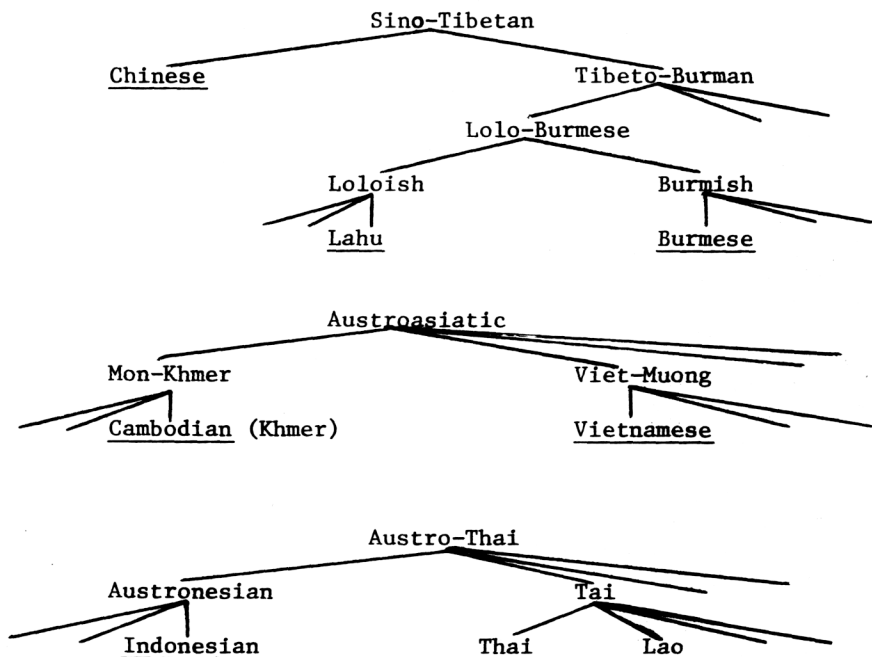 Sino-Tibetan
Chinese Tibeto-Burman
Lolo-Burmese
Loloish Burmish
Lahu Burmese
Austroasiatic
Mon-Khmer Viet-Muong
Cambodian (Khmer) Vietnamese
Austro-Thai
Austronesian Tai
Indonesian Thai Lao